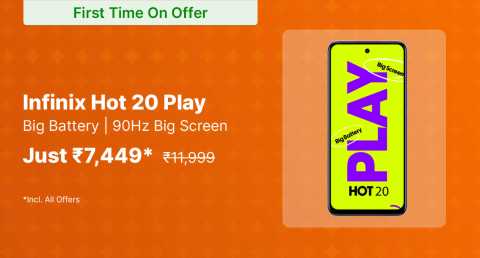 First Time On Offer
Infinix Hot 20 Play
Big Battery | 90Hz Big Screen
Just ₹7,449* ₹11,999
*Incl. All Offers
Big Screen
PLAY
Big Battery
HOT 20